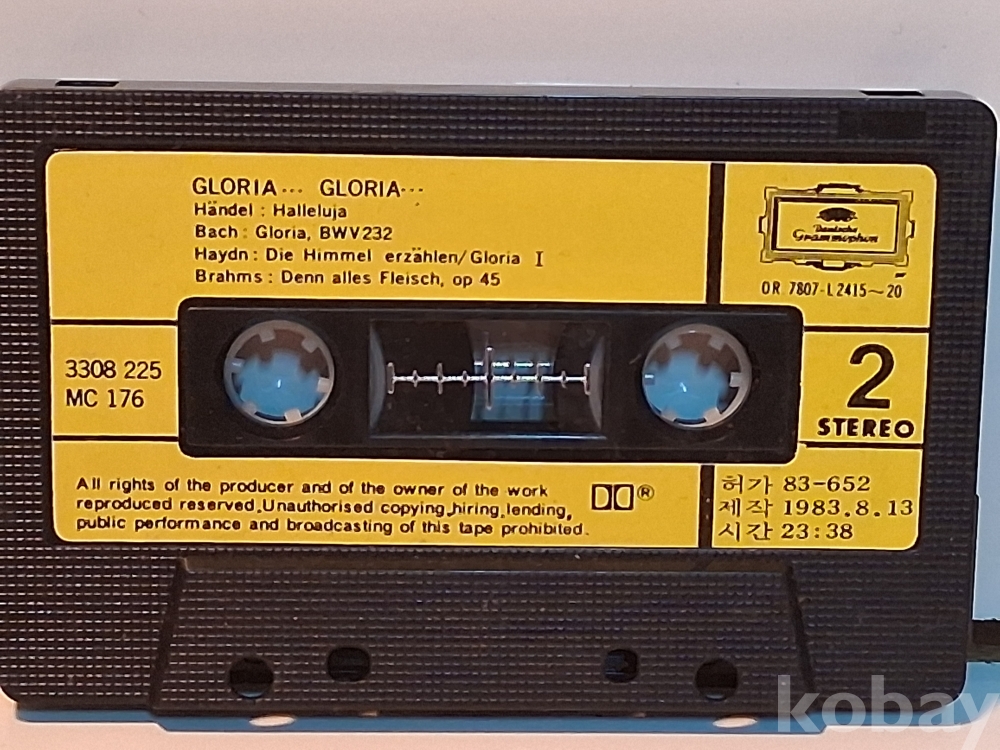 GLORIA... GLORIA...
Händel : Halleluja
Bach : Gloria, BWV232
Haydn : Die Himmel erzählen/Gloria I
Brahms : Denn alles Fleisch, op 45
Deutsche
Grammophon
OR 7807-L2415~20
3308 225
MC 176
2
STEREO
All rights of the producer and of the owner of the work
reproduced reserved.Unauthorised copying,hiring,lending,
public performance and broadcasting of this tape prohibited.
®
허가 83-652
제작 1983.8.13
시간 23:38
kobay